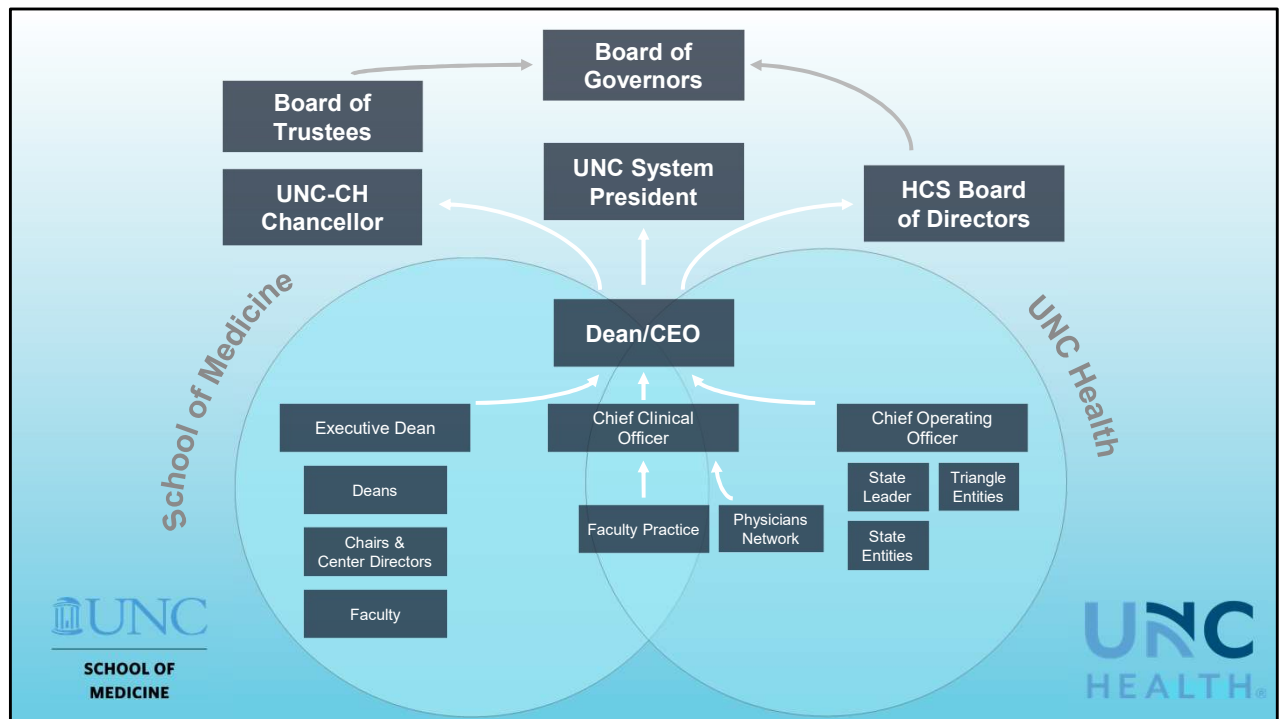 Board of
Governors
Board of
Trustees
UNC-CH
Chancellor
UNC System
President
HCS Board
of Directors
School of Medicine
UNC Health
Dean/CEO
Executive Dean
Chief Clinical
Officer
Chief Operating
Officer
Deans
State
Leader
Triangle
Entities
Chairs &
Center Directors
Faculty Practice
Physicians
Network
State
Entities
Faculty
UNC
SCHOOL OF
MEDICINE
UNC
HEALTH®